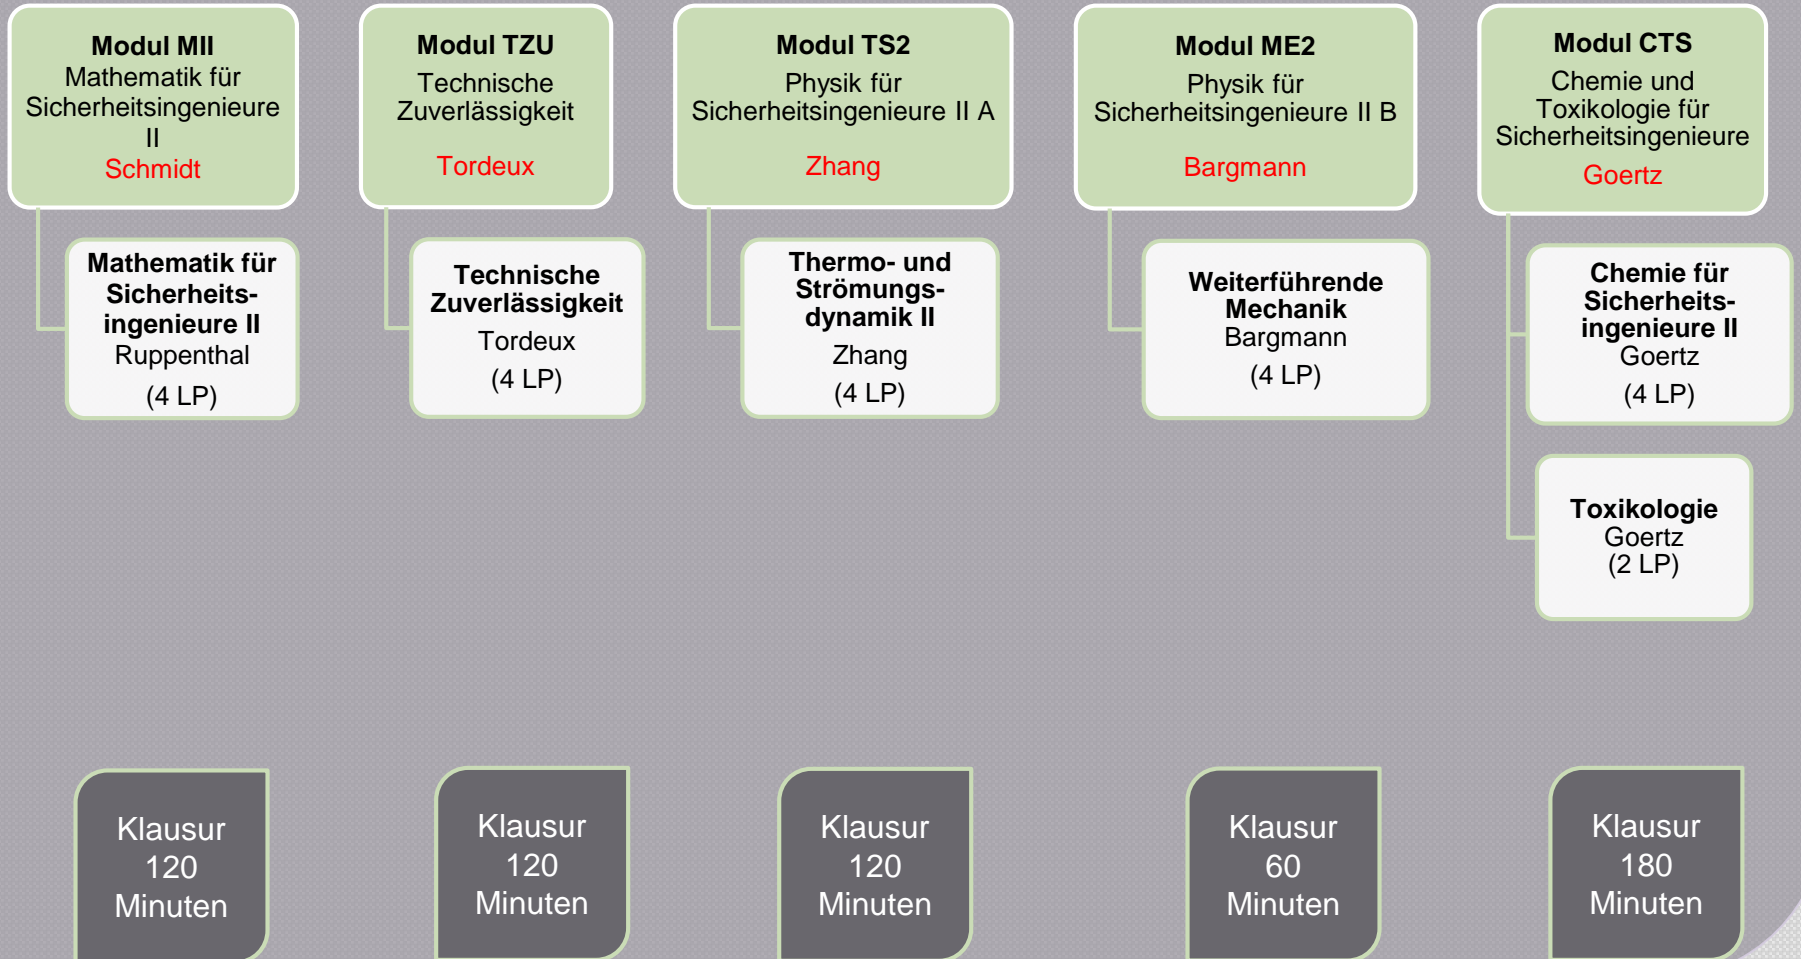 Modul MII
Mathematik für
Sicherheitsingenieure
II
Schmidt
Modul TZU
Technische
Zuverlässigkeit
Tordeux
Modul TS2
Physik für
Sicherheitsingenieure II A
Zhang
Modul ME2
Physik für
Sicherheitsingenieure II B
Bargmann
Modul CTS
Chemie und
Toxikologie für
Sicherheitsingenieure
Goertz
Mathematik für
Sicherheits-
ingenieure II
Ruppenthal
(4 LP)
Technische
Zuverlässigkeit
Tordeux
(4 LP)
Thermo- und
Strömungs-
dynamik II
Zhang
(4 LP)
Weiterführende
Mechanik
Bargmann
(4 LP)
Chemie für
Sicherheits-
ingenieure II
Goertz
(4 LP)
Toxikologie
Goertz
(2 LP)
Klausur
120
Minuten
Klausur
120
Minuten
Klausur
120
Minuten
Klausur
60
Minuten
Klausur
180
Minuten